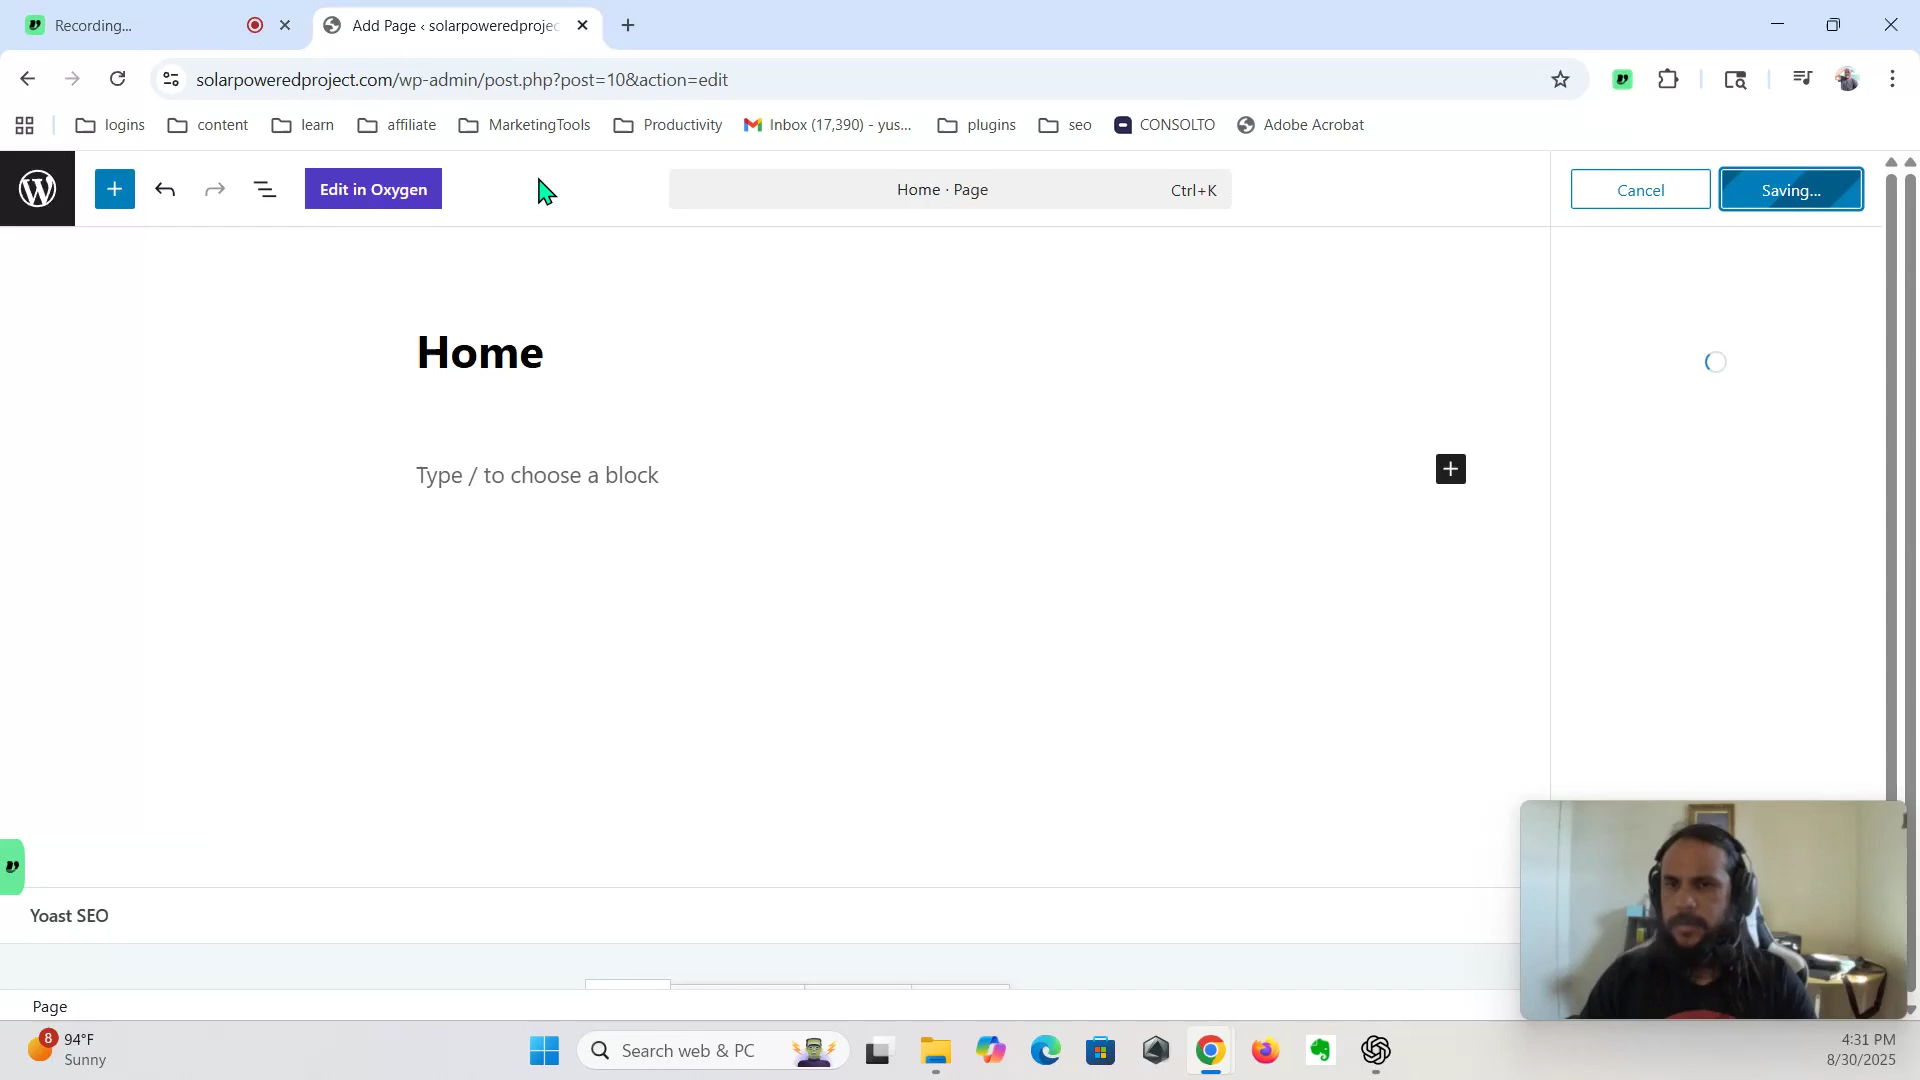 Recording...
Add Page ‹ solarpoweredprojec
solarpoweredproject.com/wp-admin/post.php?post=10&action=edit
logins
content
learn
affiliate
MarketingTools
Productivity
Inbox (17,390) - yus...
plugins
seo
CONSOLTO
Adobe Acrobat
Edit in Oxygen
Home · Page
Ctrl+K
Cancel
Saving...
Home
Type / to choose a block
Yoast SEO
Page
8
94°F
Sunny
Search web & PC
4:31 PM
8/30/2025